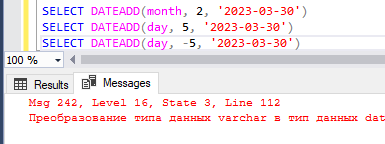 SELECT DATEADD(month, 2, '2023-03-30')
SELECT DATEADD(day, 5, '2023-03-30')
SELECT DATEADD(day, -5, '2023-03-30')
100 %
Results Messages
Msg 242, Level 16, State 3, Line 112
Преобразование типа данных varchar в тип данных dat